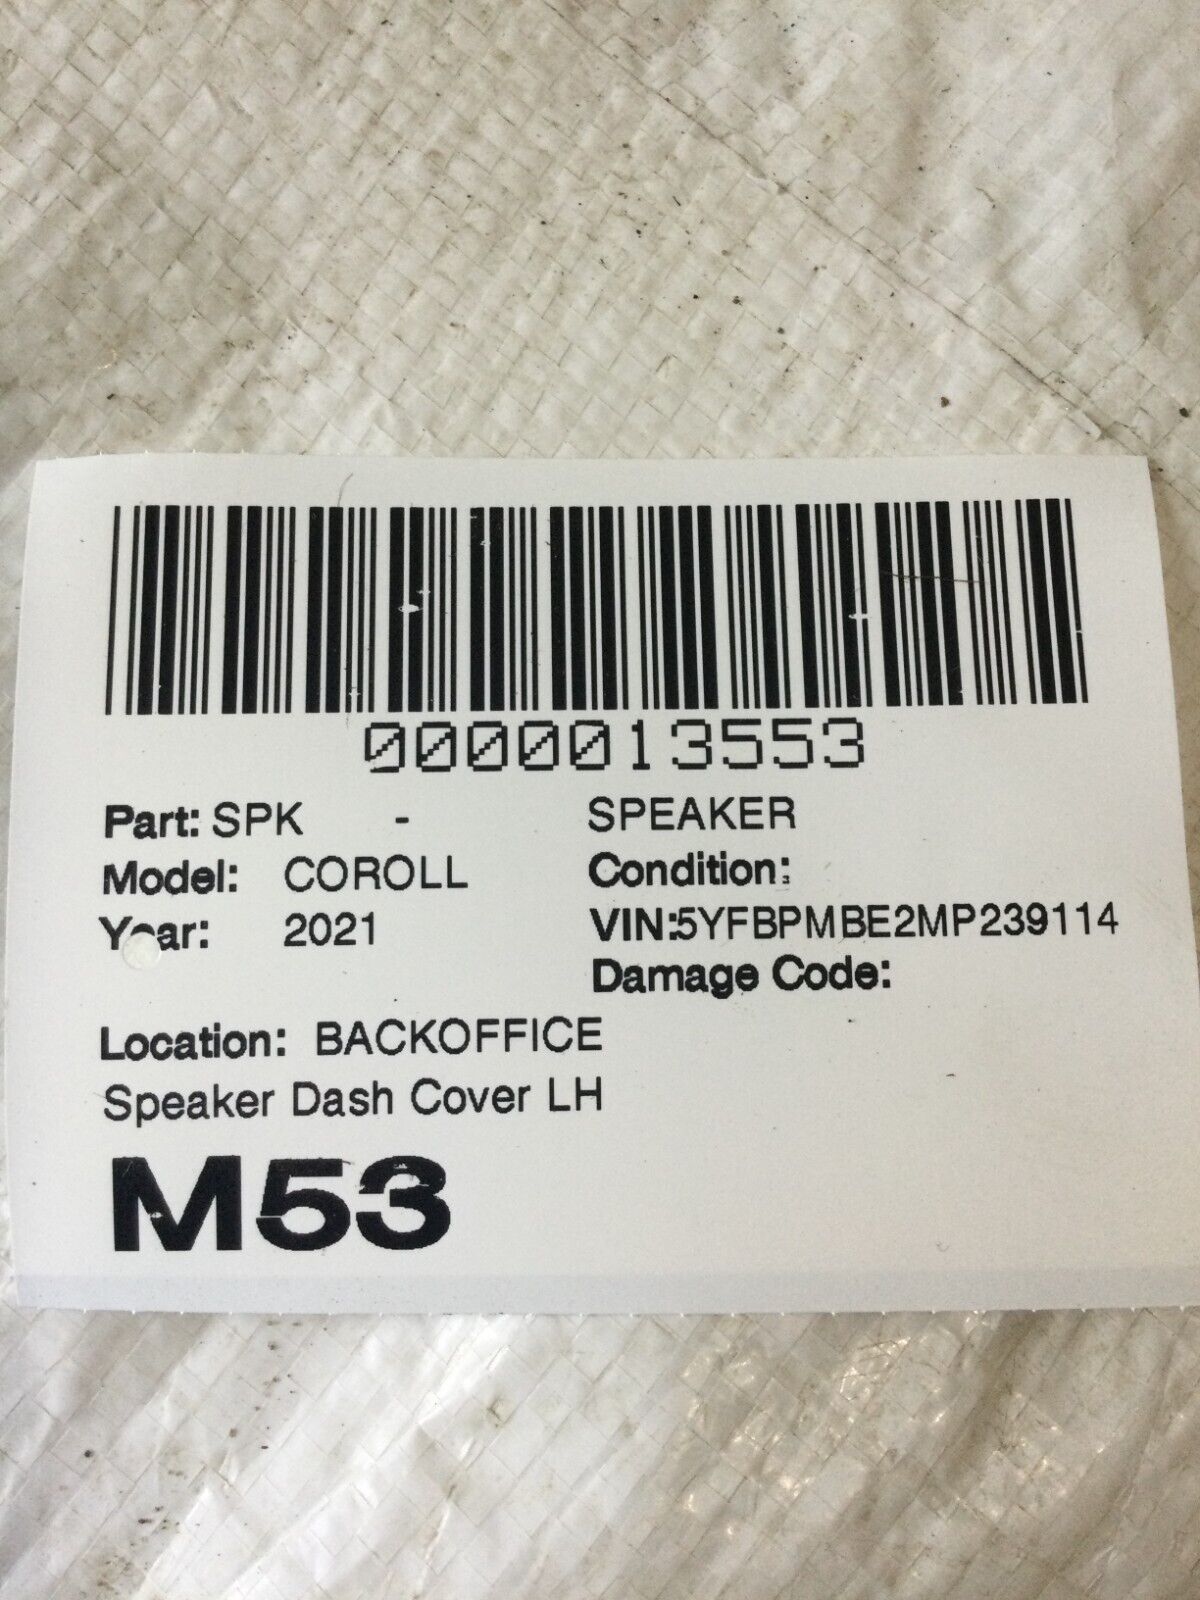 0000013553
Part: SPK - SPEAKER
Model: COROLL Condition:
Year: 2021 VIN:5YFBPMBE2MP239114
Damage Code:
Location: BACKOFFICE
Speaker Dash Cover LH
M53